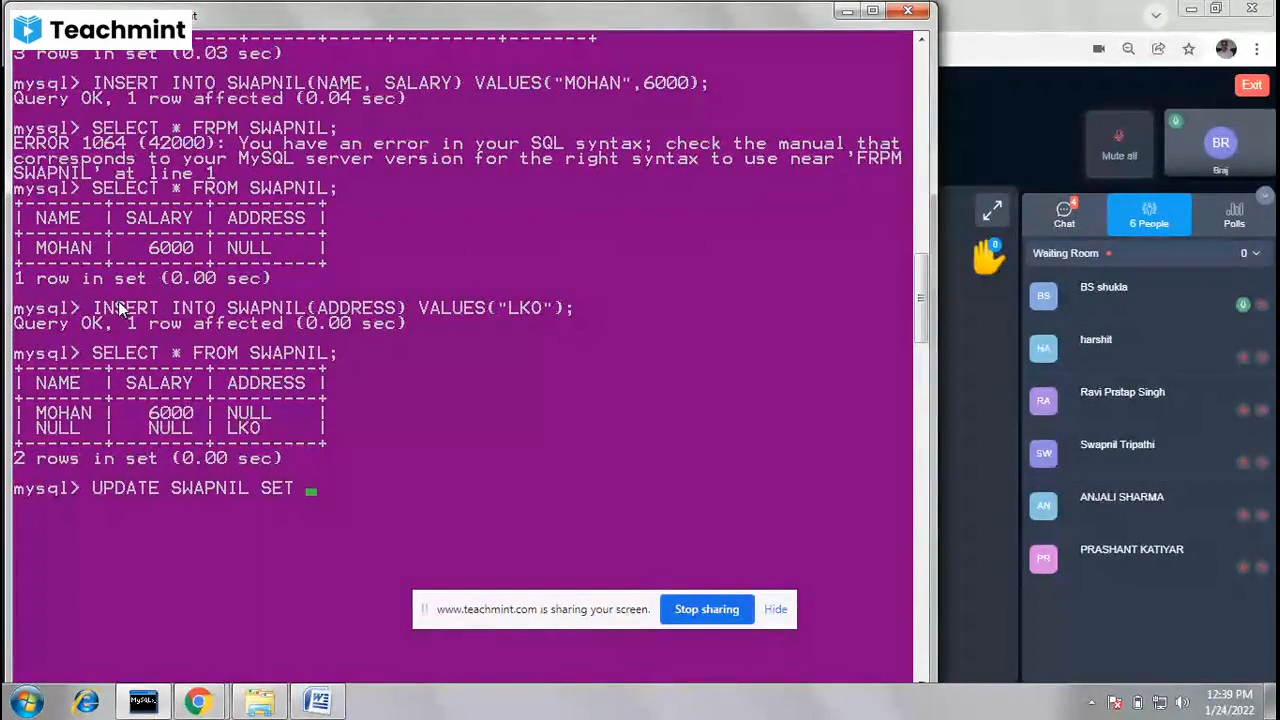 Teachmint
3 rows in set (0.03 sec)
mysql> INSERT INTO SWAPNIL(NAME, SALARY) VALUES("MOHAN",6000);
Query OK, 1 row affected (0.04 sec)
mysql> SELECT * FRPM SWAPNIL;
ERROR 1064 (42000): You have an error in your SQL syntax; check the manual that
corresponds to your MySQL server version for the right syntax to use near 'FRPM
SWAPNIL' at line 1
mysql> SELECT * FROM SWAPNIL;
| NAME | SALARY | ADDRESS |
| MOHAN | 6000 | NULL |
1 row in set (0.00 sec)
mysql> INSERT INTO SWAPNIL(ADDRESS) VALUES("LKO");
Query OK, 1 row affected (0.00 sec)
mysql> SELECT * FROM SWAPNIL;
| NAME | SALARY | ADDRESS |
| MOHAN | 6000 | NULL |
| NULL | NULL | LKO |
2 rows in set (0.00 sec)
mysql> UPDATE SWAPNIL SET
www.teachmint.com is sharing your screen. Stop sharing Hide
Exit
Mute all
BR
Braj
4
Chat
6 People
Polls
0
Waiting Room 0
BS BS shukla
HA harshit
RA Ravi Pratap Singh
SW Swapnil Tripathi
AN ANJALI SHARMA
PR PRASHANT KATIYAR
12:39 PM
1/24/2022